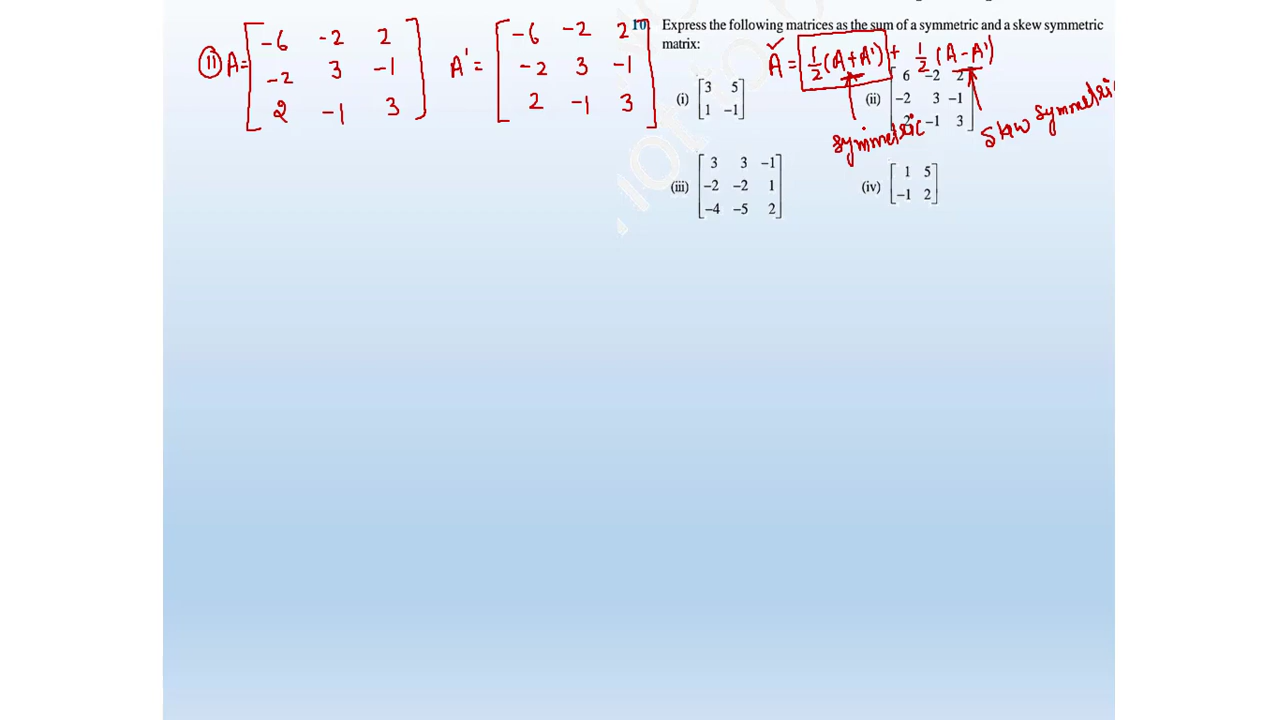 (ii) A = [ -6 -2 2
-2 3 -1
2 -1 3 ]
A' = [ -6 -2 2
-2 3 -1
2 -1 3 ]
10. Express the following matrices as the sum of a symmetric and a skew symmetric
matrix:
✓
A = 1/2 (A+A') + 1/2 (A-A')
symmetric
skew symmetric
(i) [ 3 5
1 –1 ]
(ii) [ 6 –2 2
–2 3 –1
2 –1 3 ]
(iii) [ 3 3 –1
–2 –2 1
–4 –5 2 ]
(iv) [ 1 5
–1 2 ]